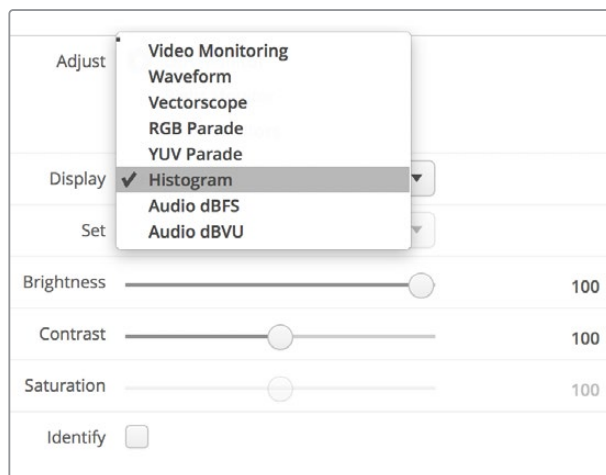 Adjust
Video Monitoring
Waveform
Vectorscope
RGB Parade
YUV Parade
Display ✓ Histogram
Audio dBFS
Set Audio dBVU
Brightness 100
Contrast 100
Saturation 100
Identify